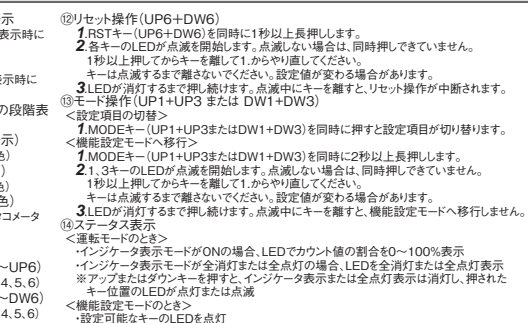 示
表示時に
表示時に
の段階表
示)
色)
)
色)
色)
タコメータ
～UP6)
4、5、6)
～DW6)
4、5、6)
⑫リセット操作(UP6＋DW6)
1.RSTキー(UP6＋DW6)を同時に1秒以上長押しします。
2.各キーのLEDが点滅を開始します。点滅しない場合は、同時押しできていません。
1秒以上押してからキーを離して1.からやり直してください。
キーは点滅するまで離さないでください。設定値が変わる場合があります。
3.LEDが消灯するまで押し続けます。点滅中にキーを離すと、リセット操作が中断されます。
⑬モード操作(UP1＋UP3 または DW1＋DW3)
＜設定項目の切替＞
1.MODEキー(UP1＋UP3またはDW1＋DW3)を同時に押すと設定項目が切り替ります。
＜機能設定モードへ移行＞
1.MODEキー(UP1＋UP3またはDW1＋DW3)を同時に2秒以上長押しします。
2.1、3キーのLEDが点滅を開始します。点滅しない場合は、同時押しできていません。
1秒以上押してからキーを離して1.からやり直してください。
キーは点滅するまで離さないでください。設定値が変わる場合があります。
3.LEDが消灯するまで押し続けます。点滅中にキーを離すと、機能設定モードへ移行しません。
⑭ステータス表示
＜運転モードのとき＞
・インジケータ表示モードがONの場合、LEDでカウント値の割合を0～100%表示
・インジケータ表示モードが全消灯または全点灯の場合、LEDを全消灯または全点灯表示
※アップまたはダウンキーを押すと、インジケータ表示または全点灯表示は消灯し、押された
キー位置のLEDが点灯または点滅
＜機能設定モードのとき＞
・設定可能なキーのLEDを点灯